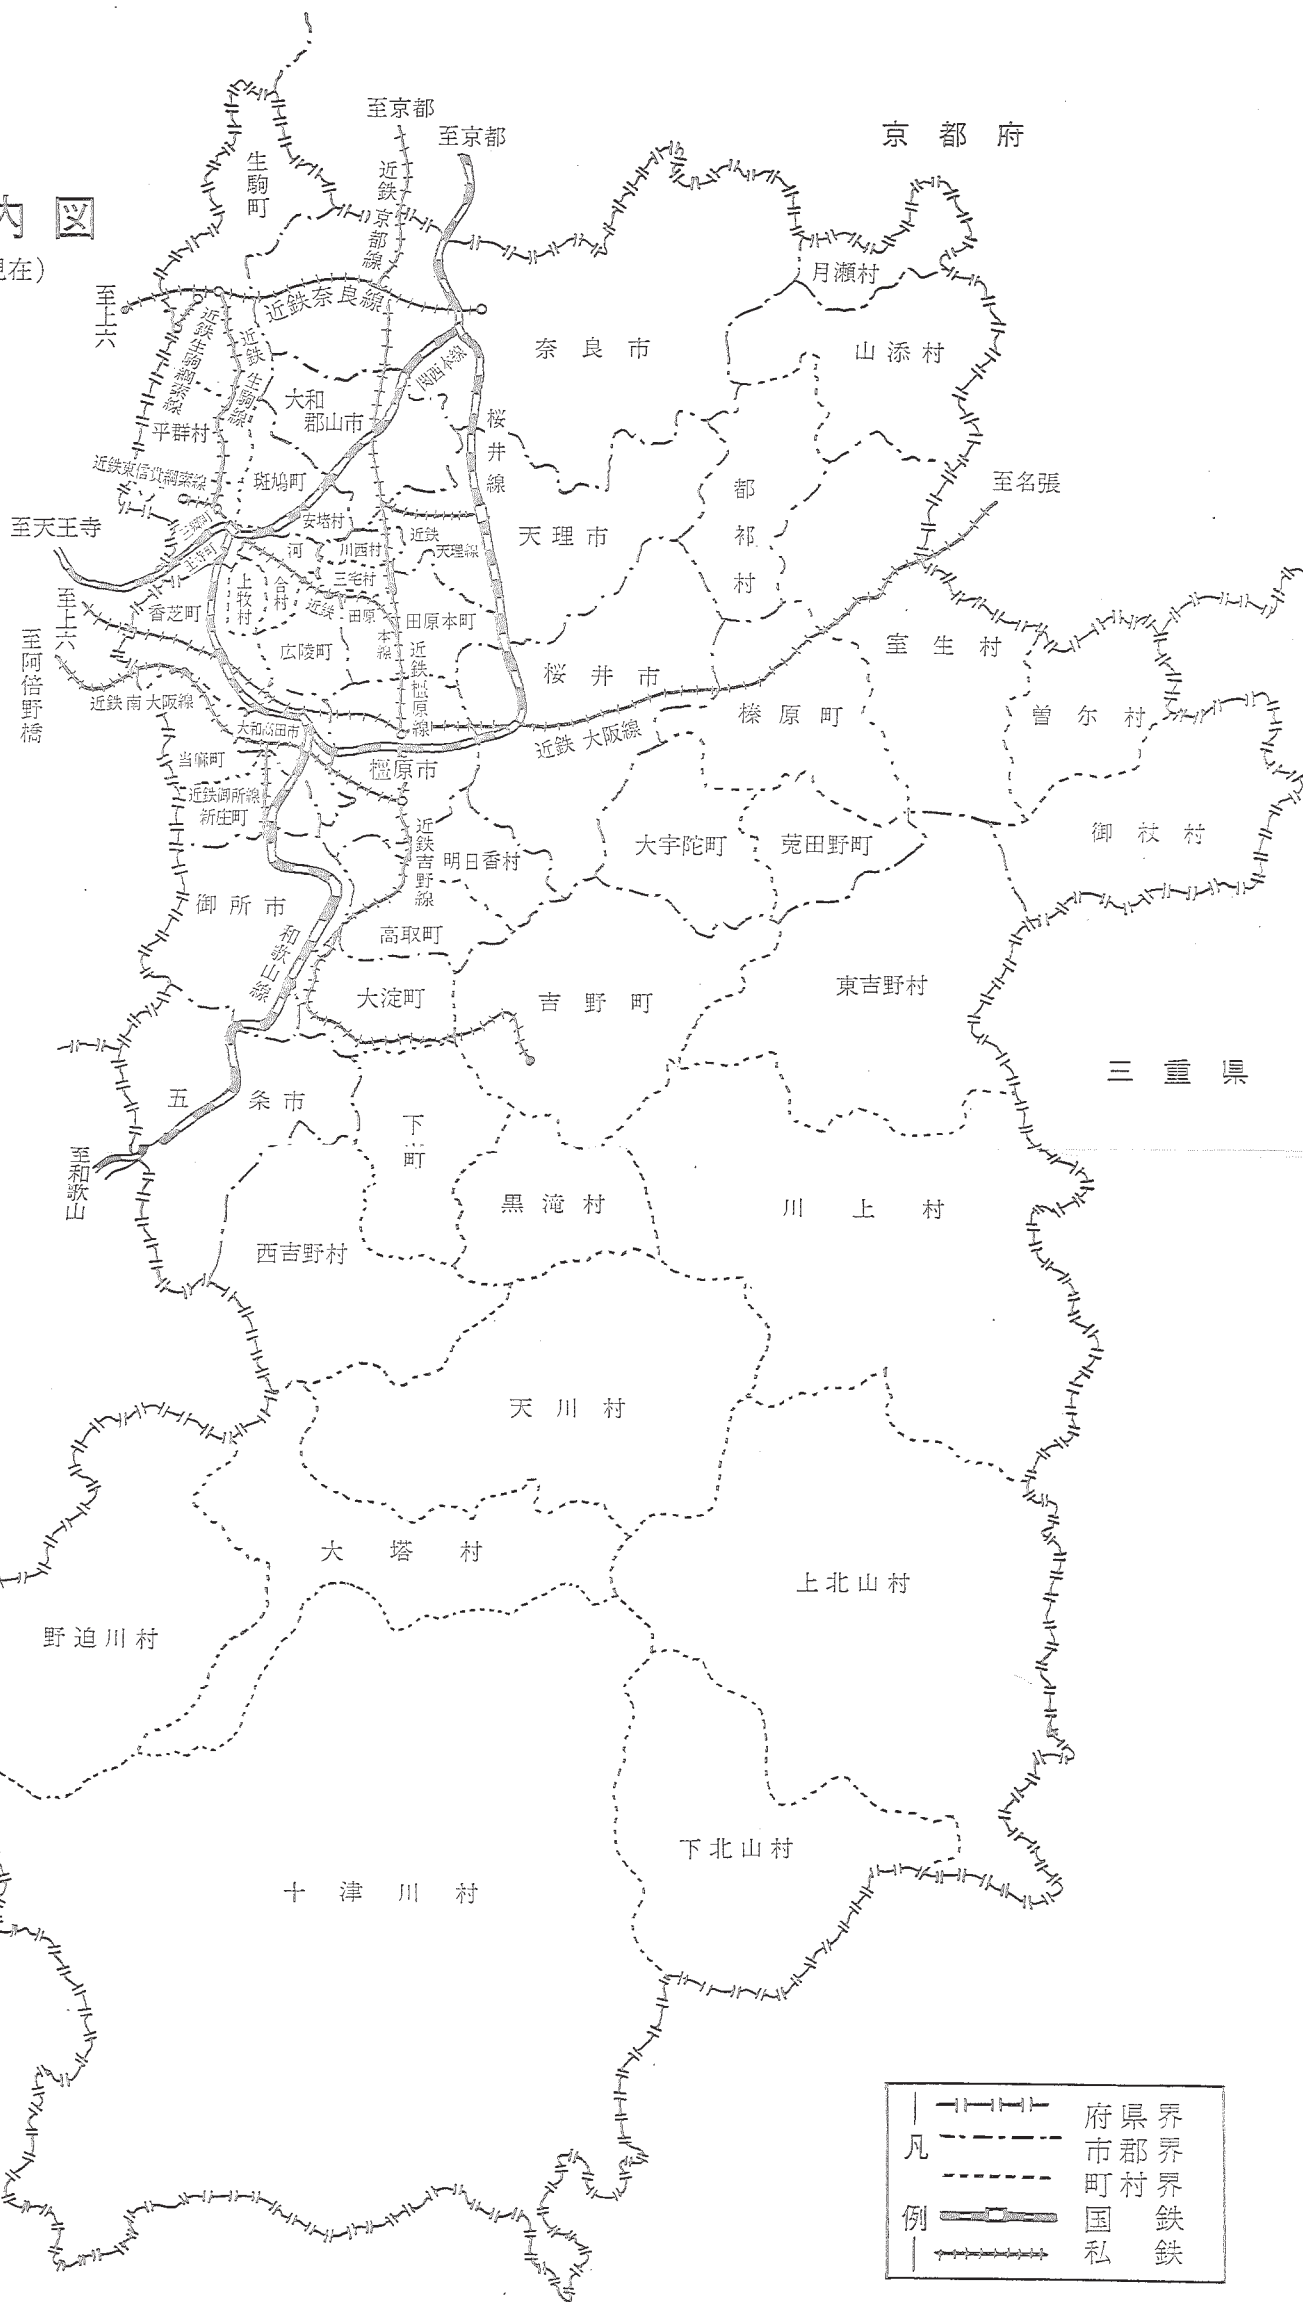 内図
現在）
京都府
至京都
至京都
生駒町
近鉄京都線
月瀬村
至上六
近鉄奈良線
近鉄生駒鋼索線
近鉄生駒線
奈良市
山添村
関西本線
大和
郡山市
桜井線
平群村
近鉄東信貴鋼索線
斑鳩町
都祁村
至名張
至天王寺
三郷町
安堵村
近鉄
天理線
天理市
上牧村
河
合村
川西村
三宅村
至上六
香芝町
近鉄
田原
本線
田原本町
至阿倍野橋
広陵町
近鉄橿原線
桜井市
室生村
近鉄南大阪線
大和高田市
近鉄大阪線
榛原町
曽尓村
当麻町
橿原市
近鉄御所線
新庄町
近鉄吉野線
明日香村
大宇陀町
菟田野町
御杖村
御所市
和歌山線
高取町
大淀町
吉野町
東吉野村
三重県
五条市
下
町
至和歌山
西吉野村
黒滝村
川上村
天川村
大塔村
上北山村
野迫川村
下北山村
十津川村
凡例
府県界
市郡界
町村界
国鉄
私鉄